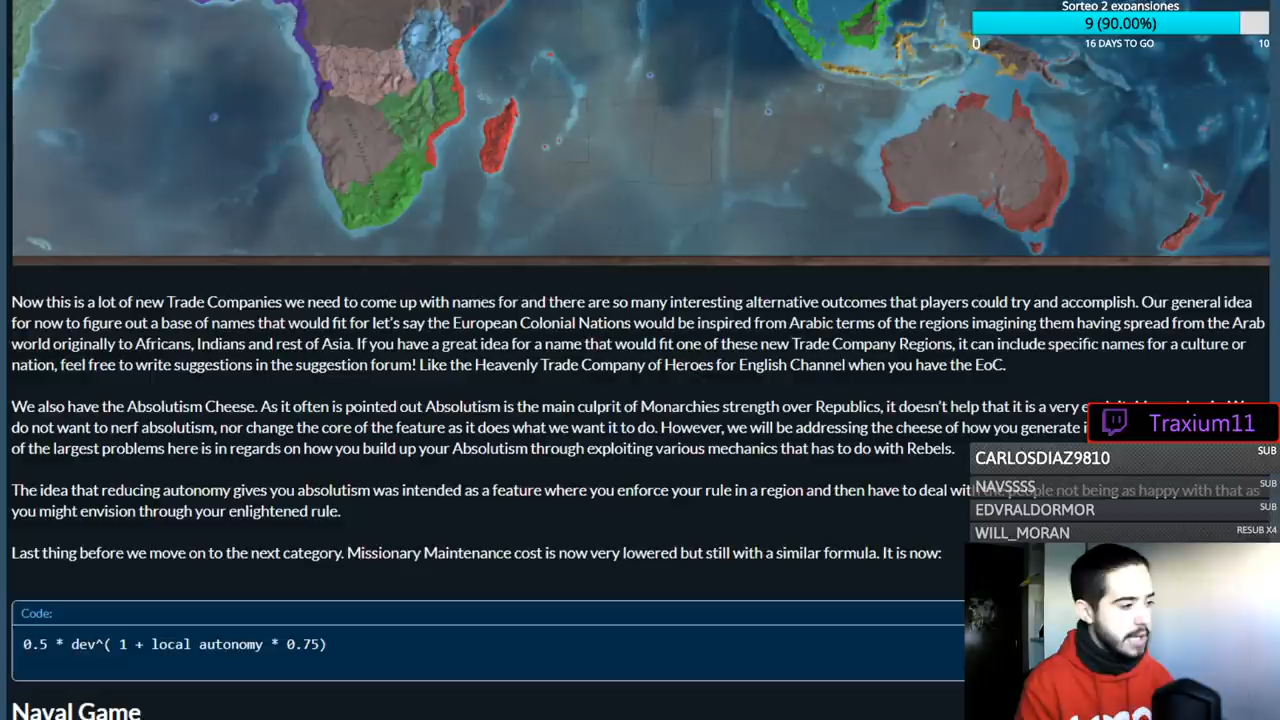 Sorteo 2 expansiones
9 (90.00%)
0
16 DAYS TO GO
10
Now this is a lot of new Trade Companies we need to come up with names for and there are so many interesting alternative outcomes that players could try and accomplish. Our general idea
for now to figure out a base of names that would fit for let's say the European Colonial Nations would be inspired from Arabic terms of the regions imagining them having spread from the Arab
world originally to Africans, Indians and rest of Asia. If you have a great idea for a name that would fit one of these new Trade Company Regions, it can include specific names for a culture or
nation, feel free to write suggestions in the suggestion forum! Like the Heavenly Trade Company of Heroes for English Channel when you have the EoC.
We also have the Absolutism Cheese. As it often is pointed out Absolutism is the main culprit of Monarchies strength over Republics, it doesn't help that it is a very
do not want to nerf absolutism, nor change the core of the feature as it does what we want it to do. However, we will be addressing the cheese of how you generate
of the largest problems here is in regards on how you build up your Absolutism through exploiting various mechanics that has to do with Rebels.
Traxium11
CARLOSDIAZ9810
SUB
NAVSSSS
SUB
EDVRALDORMOR
SUB
WILL_MORAN
RESUB X4
The idea that reducing autonomy gives you absolutism was intended as a feature where you enforce your rule in a region and then have to deal with the people not being as happy with that as
you might envision through your enlightened rule.
Last thing before we move on to the next category. Missionary Maintenance cost is now very lowered but still with a similar formula. It is now:
Code:
0.5 * dev^( 1 + local autonomy * 0.75)
Naval Game